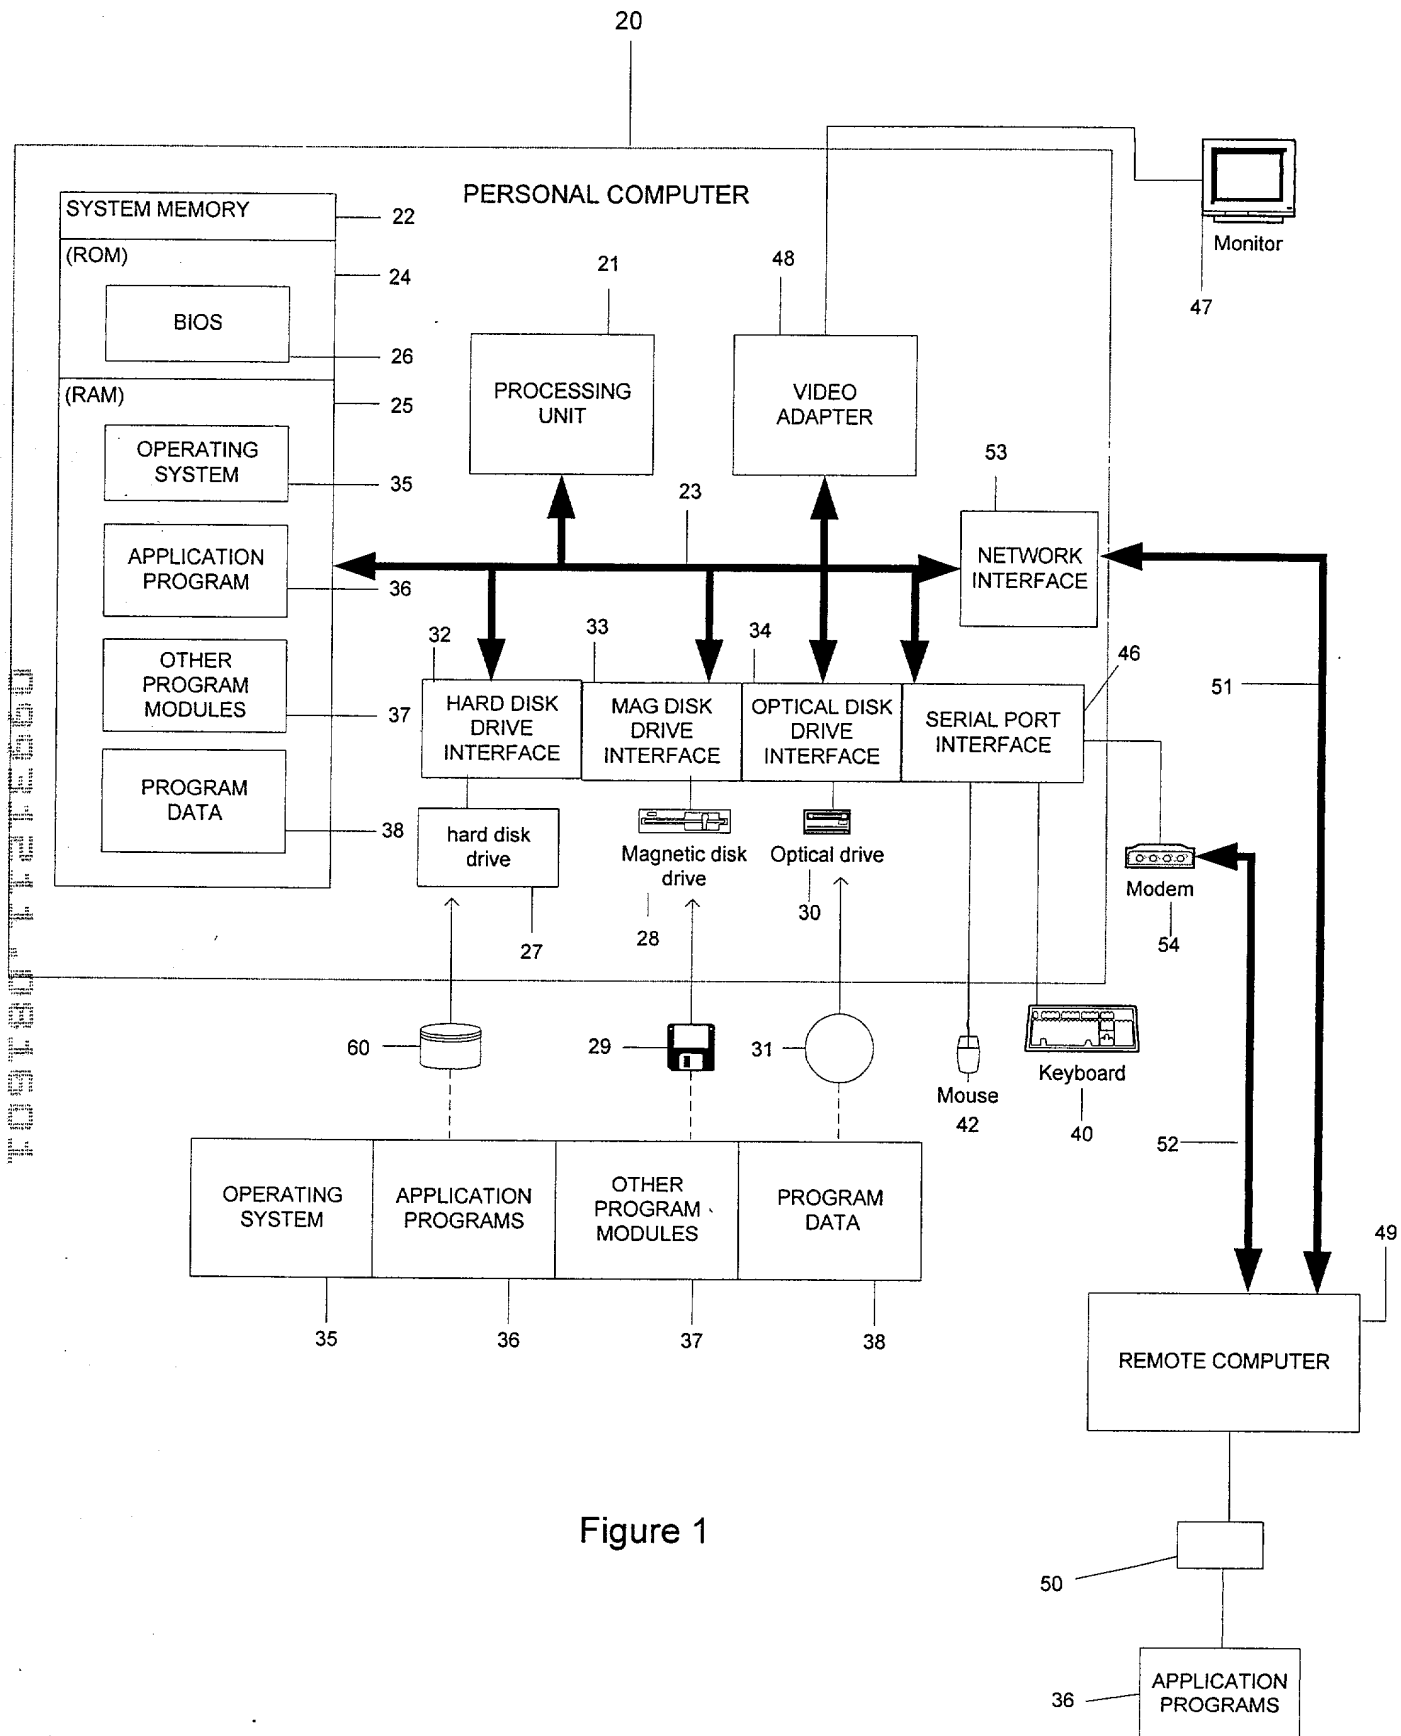 20
PERSONAL COMPUTER
SYSTEM MEMORY
22
(ROM)
24
BIOS
26
(RAM)
25
OPERATING
SYSTEM
35
APPLICATION
PROGRAM
36
OTHER
PROGRAM
MODULES
37
PROGRAM
DATA
38
21
PROCESSING
UNIT
48
VIDEO
ADAPTER
Monitor
47
23
53
NETWORK
INTERFACE
32
HARD DISK
DRIVE
INTERFACE
33
MAG DISK
DRIVE
INTERFACE
34
OPTICAL DISK
DRIVE
INTERFACE
46
SERIAL PORT
INTERFACE
51
hard disk
drive
27
Magnetic disk
drive
28
Optical drive
30
Modem
54
60
29
31
Mouse
42
Keyboard
40
52
OPERATING
SYSTEM
APPLICATION
PROGRAMS
OTHER
PROGRAM
MODULES
PROGRAM
DATA
35
36
37
38
49
REMOTE COMPUTER
50
36
APPLICATION
PROGRAMS
Figure 1